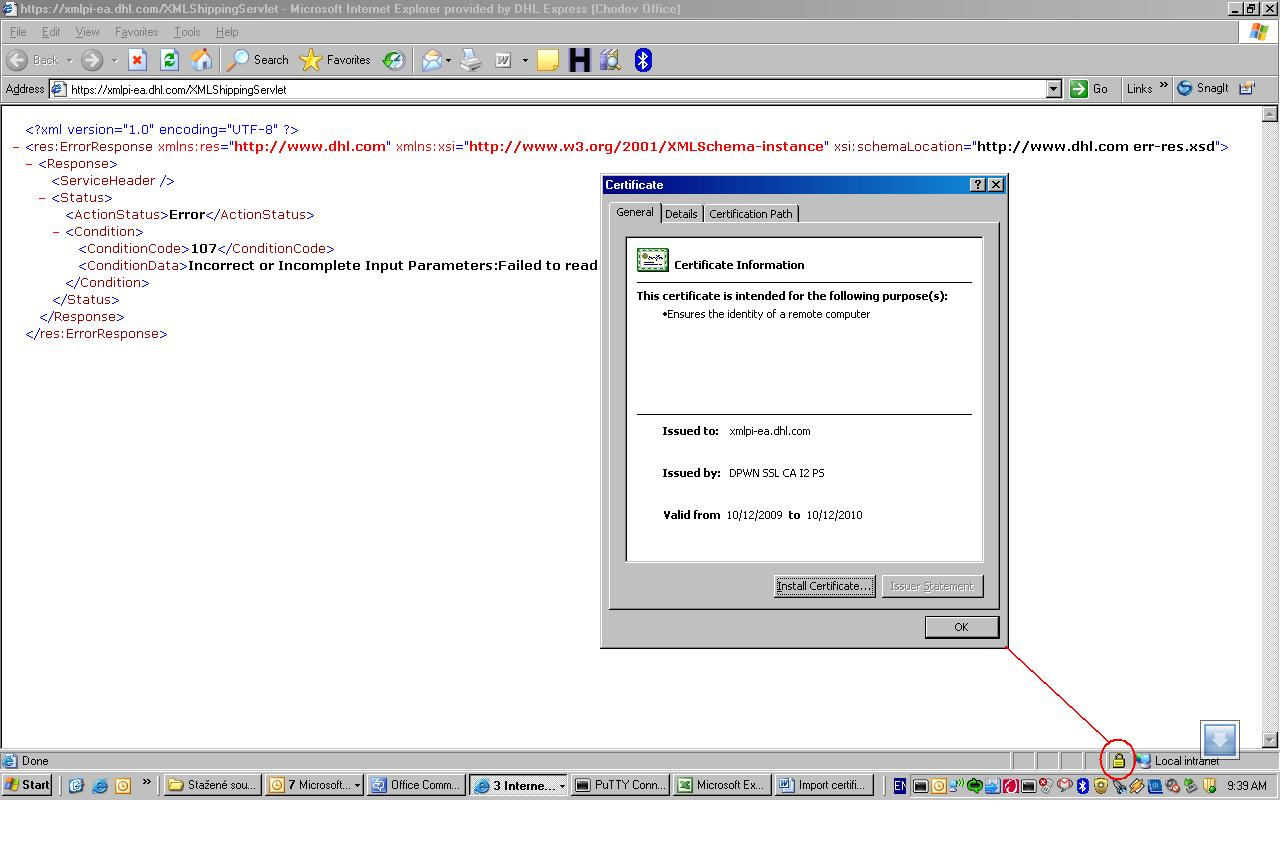 https://xmlpi-ea.dhl.com/XMLShippingServlet - Microsoft Internet Explorer provided by DHL Express (Chodov Office)
File Edit View Favorites Tools Help
Back Search Favorites W H
Address https://xmlpi-ea.dhl.com/XMLShippingServlet Go Links » SnagIt
<?xml version="1.0" encoding="UTF-8" ?>
- <res:ErrorResponse xmlns:res="http://www.dhl.com" xmlns:xsi="http://www.w3.org/2001/XMLSchema-instance" xsi:schemaLocation="http://www.dhl.com err-res.xsd">
- <Response>
<ServiceHeader />
- <Status>
<ActionStatus>Error</ActionStatus>
- <Condition>
<ConditionCode>107</ConditionCode>
<ConditionData>Incorrect or Incomplete Input Parameters:Failed to read
</Condition>
</Status>
</Response>
</res:ErrorResponse>
Certificate
General Details Certification Path
Certificate Information
This certificate is intended for the following purpose(s):
•Ensures the identity of a remote computer
Issued to: xmlpi-ea.dhl.com
Issued by: DPWN SSL CA I2 PS
Valid from 10/12/2009 to 10/12/2010
Install Certificate... Issuer Statement
OK
Done Local intranet
Start » Stažené sou... 7 Microsoft... Office Comm... 3 Interne... PuTTY Conn... Microsoft Ex... Import certifi... EN 9:39 AM